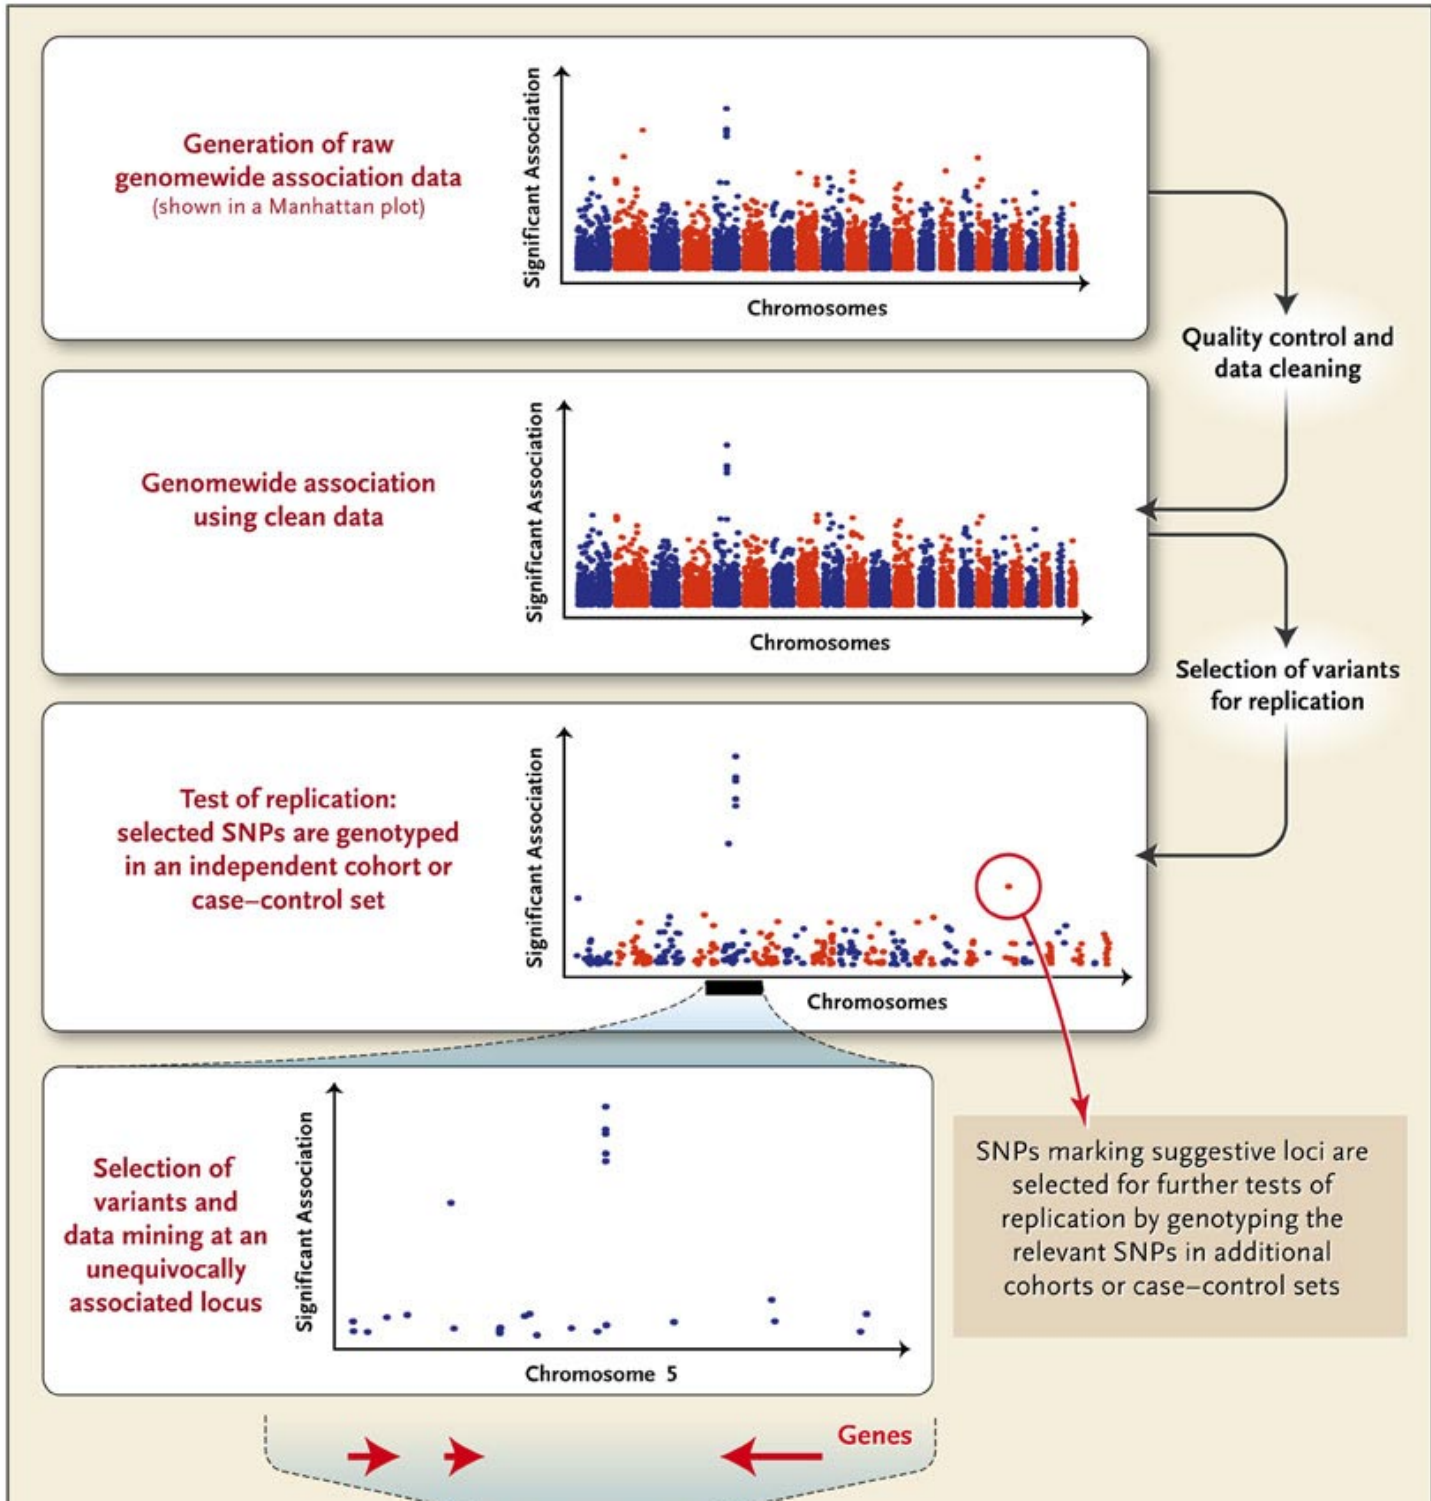 Generation of raw
genomewide association data
(shown in a Manhattan plot)
Significant Association
Chromosomes
Quality control and
data cleaning
Genomewide association
using clean data
Significant Association
Chromosomes
Selection of variants
for replication
Test of replication:
selected SNPs are genotyped
in an independent cohort or
case–control set
Significant Association
Chromosomes
Selection of
variants and
data mining at an
unequivocally
associated locus
Significant Association
Chromosome 5
SNPs marking suggestive loci are
selected for further tests of
replication by genotyping the
relevant SNPs in additional
cohorts or case–control sets
Genes